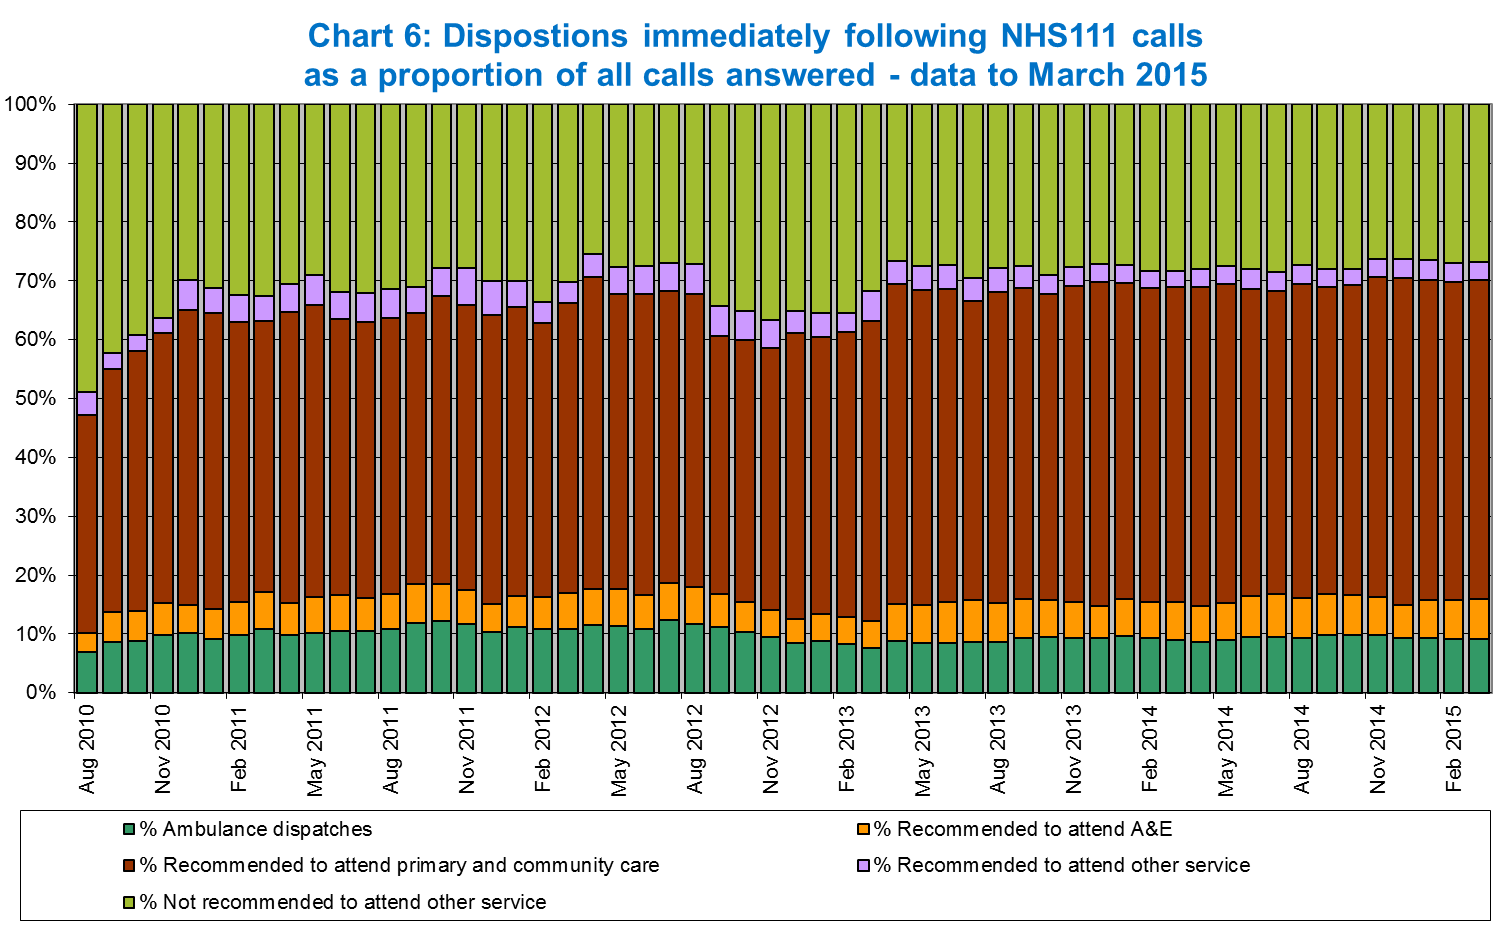 Chart 6: Dispostions immediately following NHS111 calls
as a proportion of all calls answered - data to March 2015
100%
90%
80%
70%
60%
50%
40%
30%
20%
10%
0%
Aug 2010
Nov 2010
Feb 2011
May 2011
Aug 2011
Nov 2011
Feb 2012
May 2012
Aug 2012
Nov 2012
Feb 2013
May 2013
Aug 2013
Nov 2013
Feb 2014
May 2014
Aug 2014
Nov 2014
Feb 2015
% Ambulance dispatches
% Recommended to attend A&E
% Recommended to attend primary and community care
% Recommended to attend other service
% Not recommended to attend other service